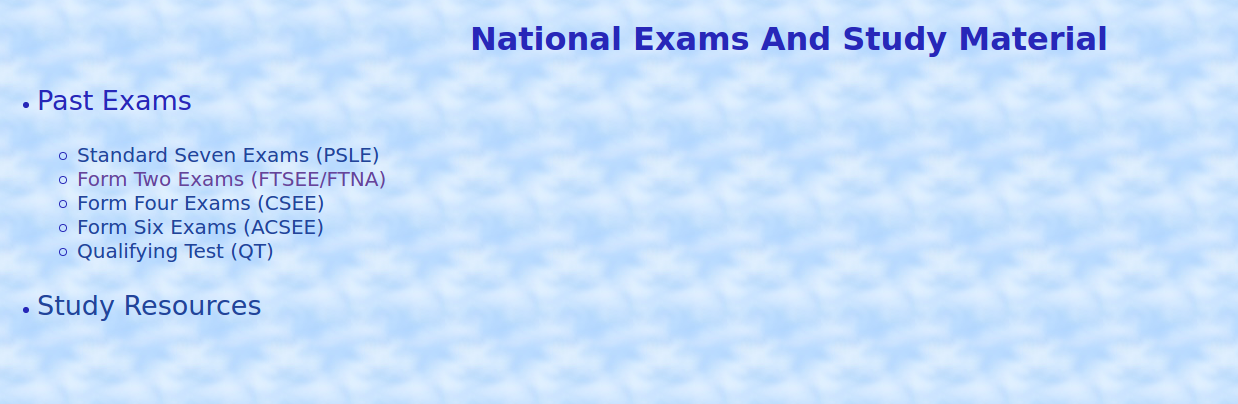 National Exams And Study Material
Past Exams
Standard Seven Exams (PSLE)
Form Two Exams (FTSEE/FTNA)
Form Four Exams (CSEE)
Form Six Exams (ACSEE)
Qualifying Test (QT)
Study Resources